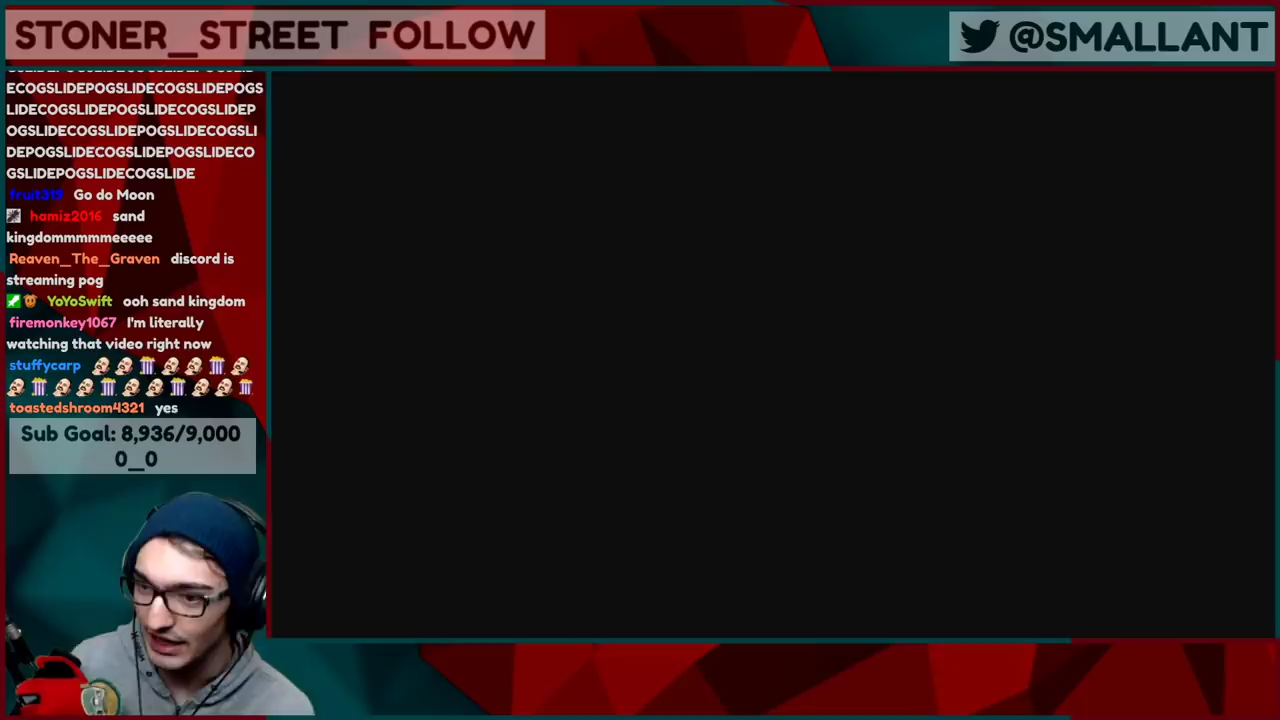 STONER_STREET FOLLOW
@SMALLANT
ECOGSLIDEPOGSLIDECOGSLIDEPOGS
LIDECOGSLIDEPOGSLIDECOGSLIDEP
OGSLIDECOGSLIDEPOGSLIDECOGSLI
DEPOGSLIDECOGSLIDEPOGSLIDECO
GSLIDEPOGSLIDECOGSLIDE
fruit319 Go do Moon
hamiz2016 sand
kingdommmmmeeeee
Reaven_The_Graven discord is
streaming pog
YoYoSwift ooh sand kingdom
firemonkey1067 I'm literally
watching that video right now
stuffycarp
toastedshroom4321 yes
Sub Goal: 8,936/9,000
0_0